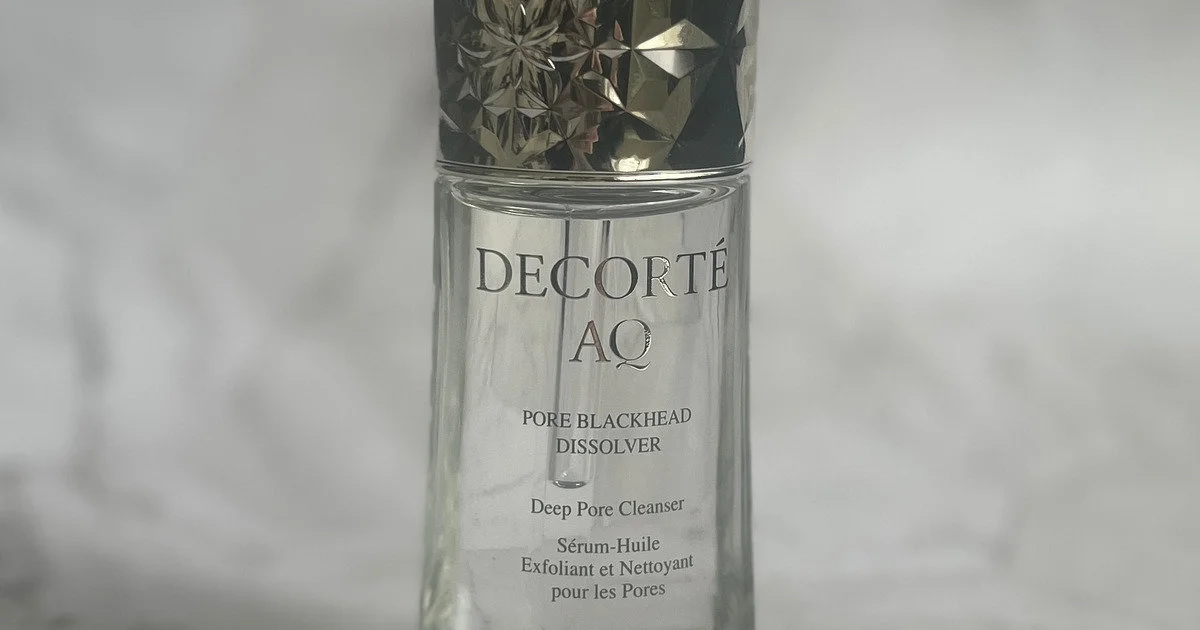 DECORTÉ
AQ
PORE BLACKHEAD
DISSOLVER
Deep Pore Cleanser
Sérum-Huile
Exfoliant et Nettoyant
pour les Pores